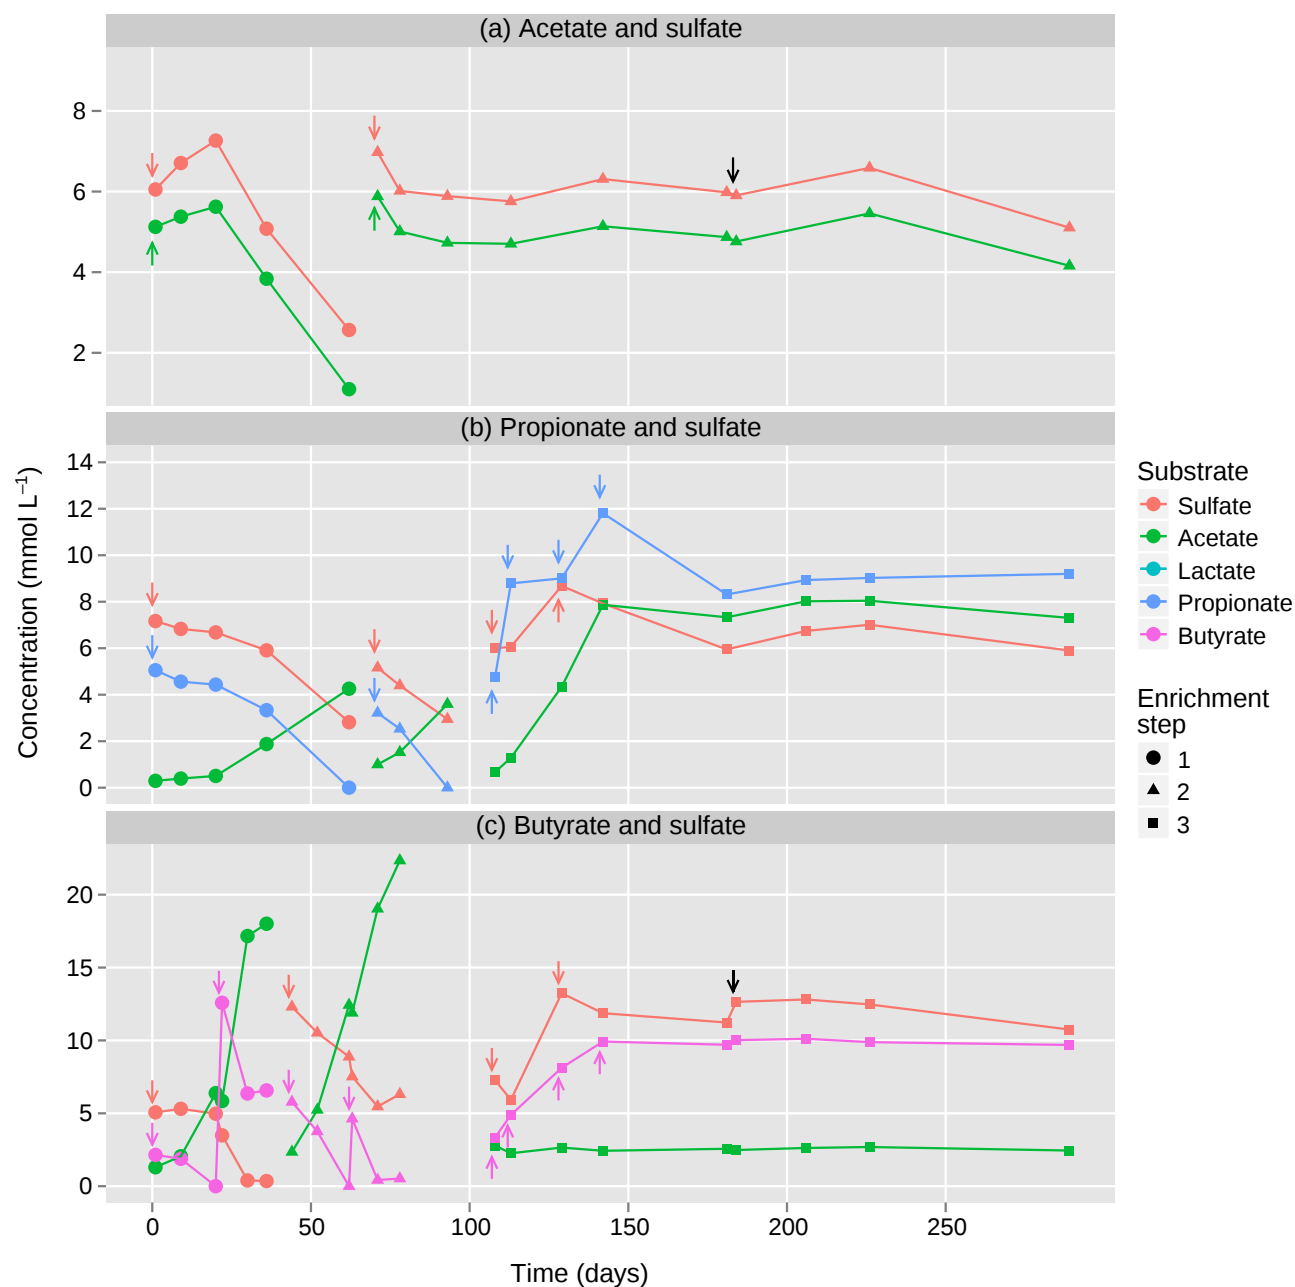 (a) Acetate and sulfate
8
6
4
2
(b) Propionate and sulfate
14
12
10
8
6
4
2
0
(c) Butyrate and sulfate
20
15
10
5
0
0 50 100 150 200 250
Time (days)
Concentration (mmol L⁻¹)
Substrate
Sulfate
Acetate
Lactate
Propionate
Butyrate
Enrichment
step
1
2
3